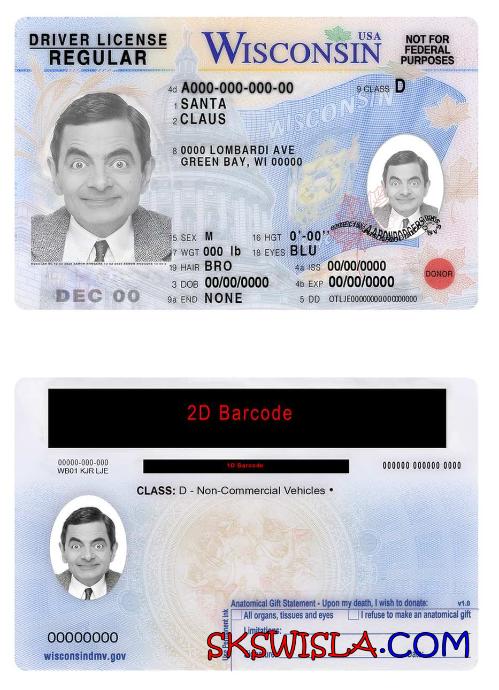 DRIVER LICENSE
REGULAR
WISCONSIN USA
NOT FOR
FEDERAL
PURPOSES
4d A000-000-000-00
9 CLASS D
1 SANTA
2 CLAUS
8 0000 LOMBARDI AVE
GREEN BAY, WI 00000
WISCONSIN
15 SEX M 16 HGT 0'-00"
17 WGT 000 lb 18 EYES BLU
19 HAIR BRO 4a ISS 00/00/0000
3 DOB 00/00/0000 4b EXP 00/00/0000
9a END NONE 5 DD OTLJE0000000000000000
DONOR
DEC 00
2D Barcode
00000-000-000
WB01 KJR LJE
1D Barcode
000000 000000 0000
CLASS: D - Non-Commercial Vehicles •
00000000
wisconsindmv.gov
Anatomical Gift Statement - Upon my death, I wish to donate: v1.0
All organs, tissues and eyes I refuse to make an anatomical gift
Limitations:
SKSWISLA.COM